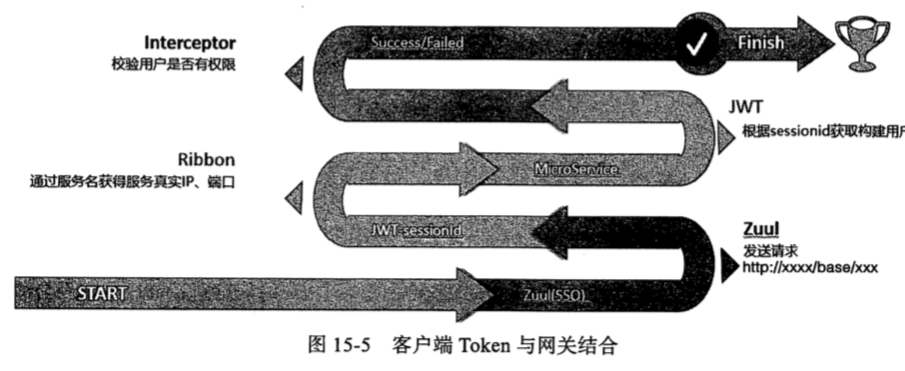 Interceptor
校验用户是否有权限
Success/Failed
Finish
JWT
根据sessionid获取构建用户
Ribbon
通过服务名获得服务真实IP、端口
MicroService
JWT-sessionId
Zuul
发送请求
http://xxxx/base/xxx
START
Zuul(SSO)
图 15-5 客户端 Token 与网关结合